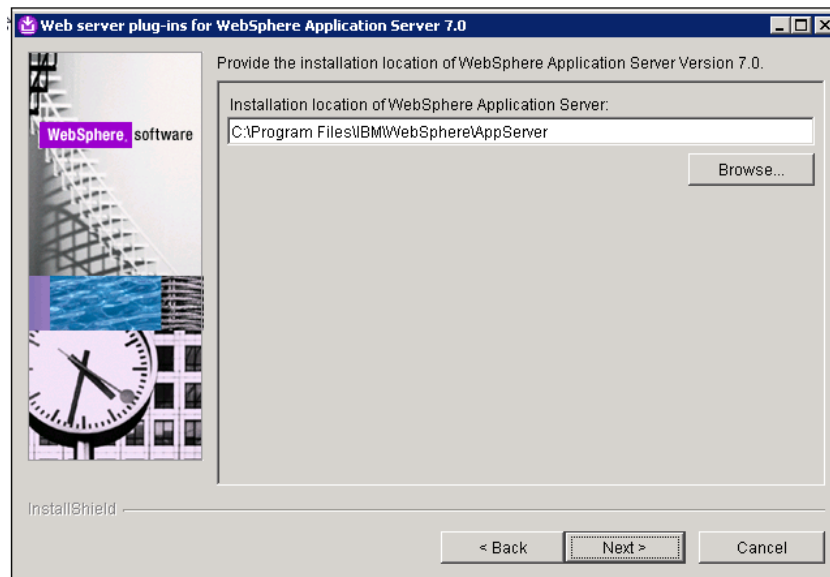 Web server plug-ins for WebSphere Application Server 7.0
Provide the installation location of WebSphere Application Server Version 7.0.
WebSphere. software
Installation location of WebSphere Application Server:
C:\Program Files\IBM\WebSphere\AppServer
Browse...
InstallShield
< Back
Next >
Cancel